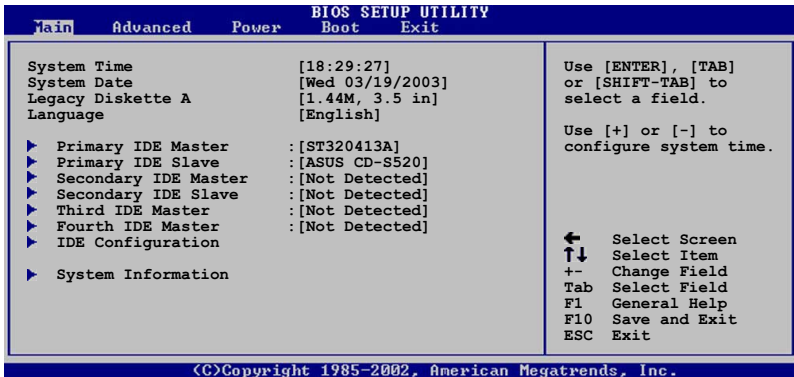 BIOS SETUP UTILITY
Main Advanced Power Boot Exit
System Time [18:29:27]
System Date [Wed 03/19/2003]
Legacy Diskette A [1.44M, 3.5 in]
Language [English]
Primary IDE Master :[ST320413A]
Primary IDE Slave :[ASUS CD-S520]
Secondary IDE Master :[Not Detected]
Secondary IDE Slave :[Not Detected]
Third IDE Master :[Not Detected]
Fourth IDE Master :[Not Detected]
IDE Configuration
System Information
Use [ENTER], [TAB]
or [SHIFT-TAB] to
select a field.
Use [+] or [-] to
configure system time.
← Select Screen
↑↓ Select Item
+- Change Field
Tab Select Field
F1 General Help
F10 Save and Exit
ESC Exit
(C)Copyright 1985-2002, American Megatrends, Inc.